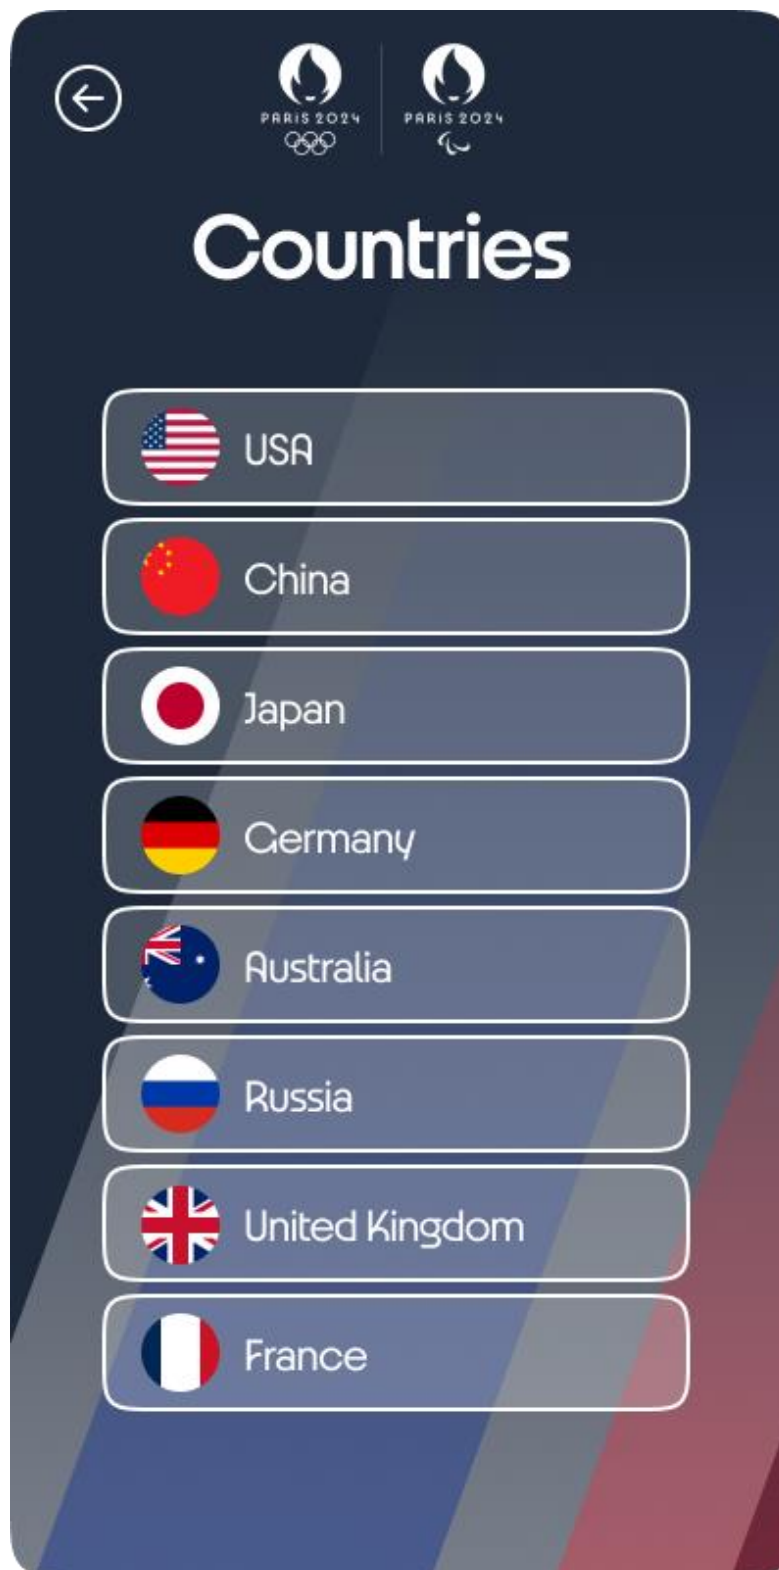 PARIS 2024 PARIS 2024
Countries
USA
China
Japan
Germany
Australia
Russia
United Kingdom
France